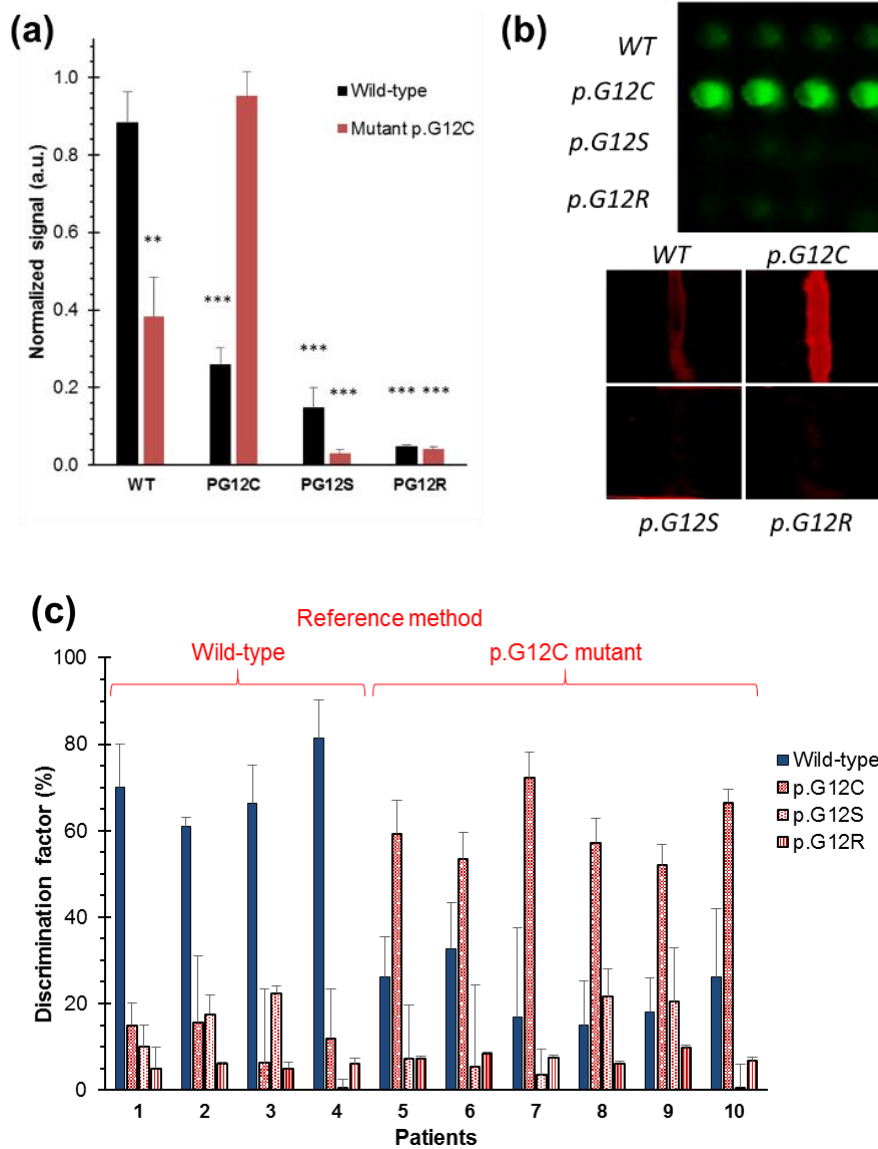 (a)
Normalized signal (a.u.)
1.0
0.8
0.6
0.4
0.2
0.0
Wild-type
Mutant p.G12C
**
***
***
***
*** ***
WT PG12C PG12S PG12R
(b)
WT
p.G12C
p.G12S
p.G12R
WT p.G12C
p.G12S p.G12R
(c)
Reference method
Wild-type p.G12C mutant
Discrimination factor (%)
100
80
60
40
20
0
Wild-type
p.G12C
p.G12S
p.G12R
1 2 3 4 5 6 7 8 9 10
Patients